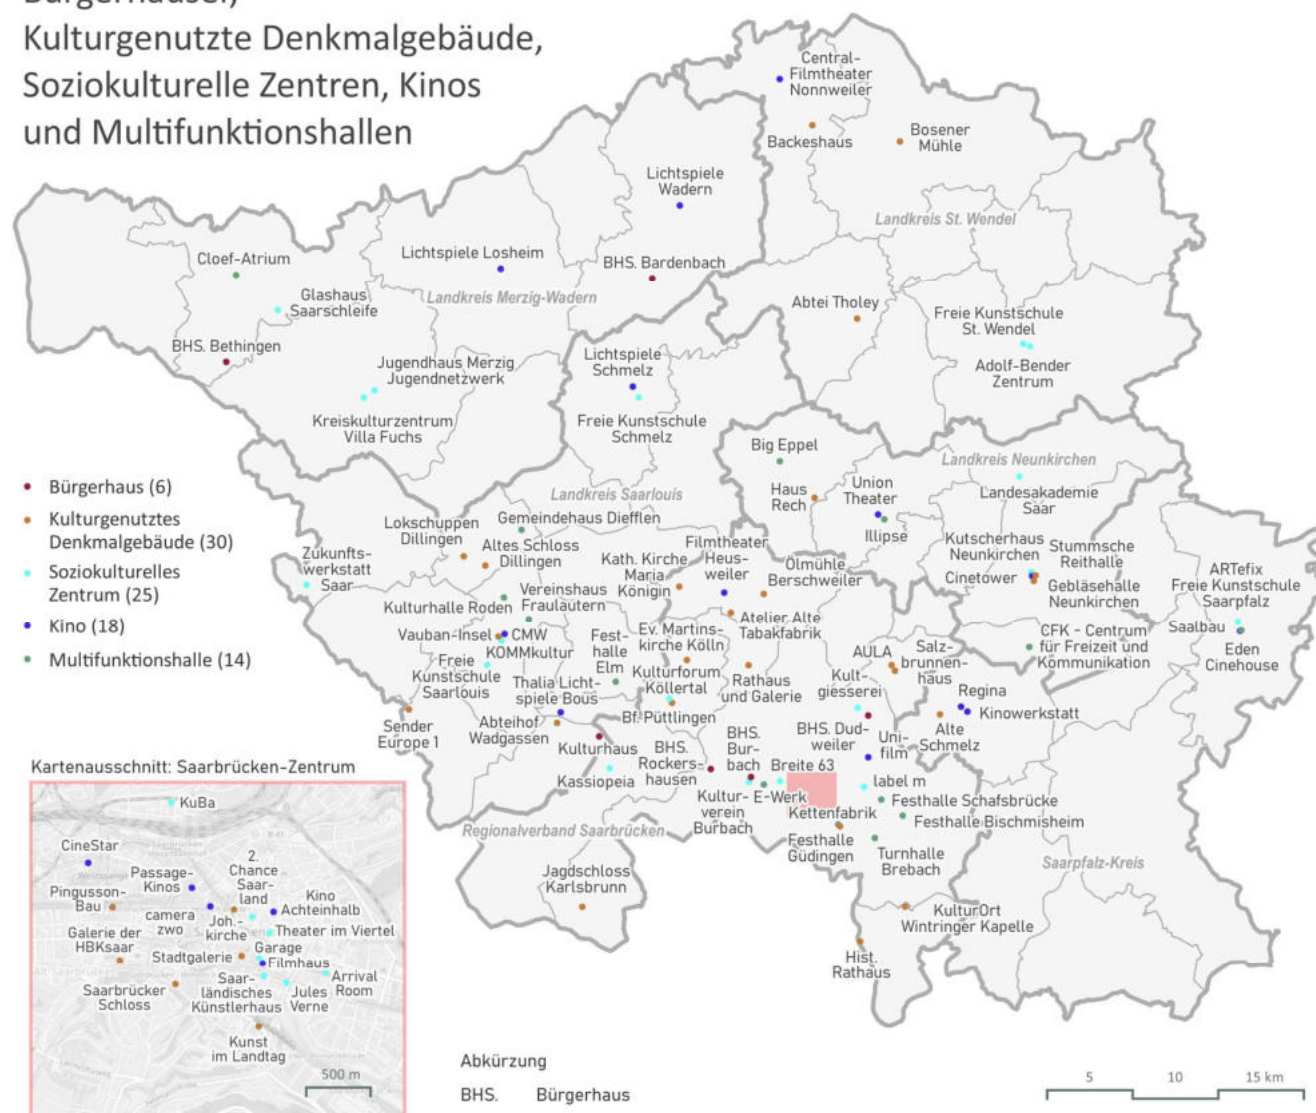 Bürgerhäuser,
Kulturgenutzte Denkmalgebäude,
Soziokulturelle Zentren, Kinos
und Multifunktionshallen
Central-
Filmtheater
Nonnweiler
Backeshaus
Bosener
Mühle
Lichtspiele
Wadern
Landkreis St. Wendel
Cloef-Atrium
Lichtspiele Losheim
BHS. Bardenbach
Glashaus
Saarschleife
Landkreis Merzig-Wadern
Abtei Tholey
Freie Kunstschule
St. Wendel
Adolf-Bender
Zentrum
BHS. Bethingen
Jugendhaus Merzig
Jugendnetzwerk
Kreiskulturzentrum
Villa Fuchs
Lichtspiele
Schmelz
Freie Kunstschule
Schmelz
Big Eppel
Landkreis Neunkirchen
Haus
Rech
Union
Theater
Illipse
Landesakademie
Saar
Landkreis Saarlouis
Bürgerhaus (6)
Kulturgenutztes
Denkmalgebäude (30)
Soziokulturelles
Zentrum (25)
Kino (18)
Multifunktionshalle (14)
Lokschuppen
Dillingen
Gemeindehaus Diefflen
Altes Schloss
Dillingen
Zukunfts-
werkstatt
Saar
Kath. Kirche
Maria
Königin
Filmtheater
Heus-
weiler
Ölmühle
Berschweiler
Kutscherhaus
Neunkirchen
Stummsche
Reithalle
Cinetower
Gebläsehalle
Neunkirchen
ARTefix
Freie Kunstschule
Saarpfalz
Saalbau
Eden
Cinehouse
Kulturhalle Roden
Vereinshaus
Fraulautern
Vauban-Insel
CMW
KOMMkultur
Freie
Kunstschule
Saarlouis
Fest-
halle
Elm
Ev. Martins-
kirche Kölln
Atelier Alte
Tabakfabrik
CFK - Centrum
für Freizeit und
Kommunikation
AULA
Salz-
brunnen-
haus
Thalia Licht-
spiele Bous
Kulturforum
Köllertal
Rathaus
und Galerie
Kult-
giesserei
Regina
Kinowerkstatt
Sender
Europe 1
Abteihof
Wadgassen
Bf. Püttlingen
Alte
Schmelz
Kulturhaus
Kassiopeia
BHS.
Rockers-
hausen
BHS.
Bur-
bach
BHS. Dud-
weiler
Uni-
film
Breite 63
label m
Kultur-
verein
Burbach
E-Werk
Kettenfabrik
Festhalle Schafsbrücke
Festhalle Bischmisheim
Festhalle
Güdingen
Turnhalle
Brebach
Regionalverband Saarbrücken
Jagdschloss
Karlsbrunn
Saarpfalz-Kreis
KulturOrt
Wintringer Kapelle
Hist.
Rathaus
Kartenausschnitt: Saarbrücken-Zentrum
KuBa
CineStar
Passage-
Kinos
2.
Chance
Saar-
land
Kino
Achteinhalb
Pingusson-
Bau
camera
zwo
Joh.-
kirche
Theater im Viertel
Galerie der
HBKsaar
Stadtgalerie
Garage
Filmhaus
Saarbrücker
Schloss
Saar-
ländisches
Künstlerhaus
Jules
Verne
Arrival
Room
Kunst
im Landtag
500 m
Abkürzung
BHS. Bürgerhaus
5 10 15 km